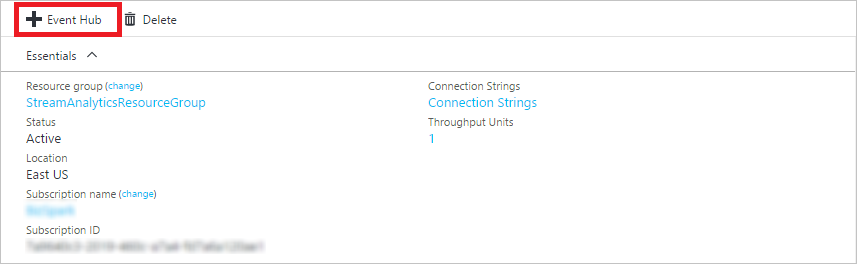 Event Hub Delete
Essentials
Resource group (change)
StreamAnalyticsResourceGroup
Status
Active
Location
East US
Subscription name (change)
Subscription ID
Connection Strings
Connection Strings
Throughput Units
1